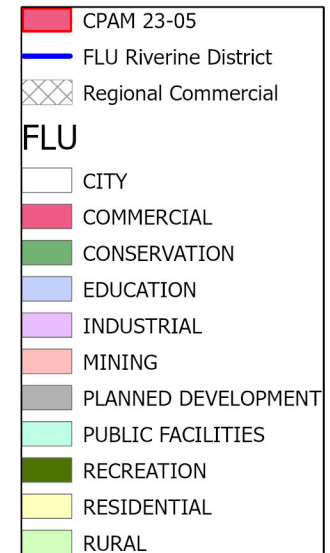 CPAM 23-05
FLU Riverine District
Regional Commercial
FLU
CITY
COMMERCIAL
CONSERVATION
EDUCATION
INDUSTRIAL
MINING
PLANNED DEVELOPMENT
PUBLIC FACILITIES
RECREATION
RESIDENTIAL
RURAL